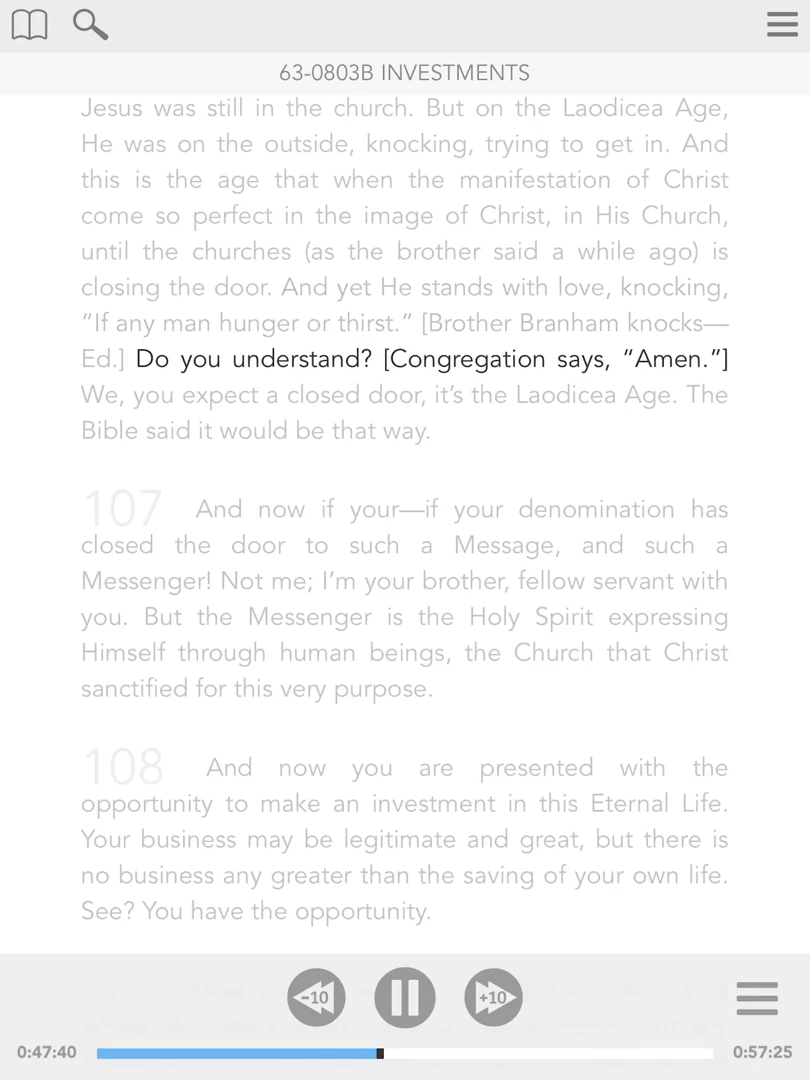 63-0803B INVESTMENTS
Jesus was still in the church. But on the Laodicea Age,
He was on the outside, knocking, trying to get in. And
this is the age that when the manifestation of Christ
come so perfect in the image of Christ, in His Church,
until the churches (as the brother said a while ago) is
closing the door. And yet He stands with love, knocking,
“If any man hunger or thirst.” [Brother Branham knocks—
Ed.] Do you understand? [Congregation says, “Amen.”]
We, you expect a closed door, it’s the Laodicea Age. The
Bible said it would be that way.
107 And now if your—if your denomination has
closed the door to such a Message, and such a
Messenger! Not me; I’m your brother, fellow servant with
you. But the Messenger is the Holy Spirit expressing
Himself through human beings, the Church that Christ
sanctified for this very purpose.
108 And now you are presented with the
opportunity to make an investment in this Eternal Life.
Your business may be legitimate and great, but there is
no business any greater than the saving of your own life.
See? You have the opportunity.
-10 +10
0:47:40 0:57:25